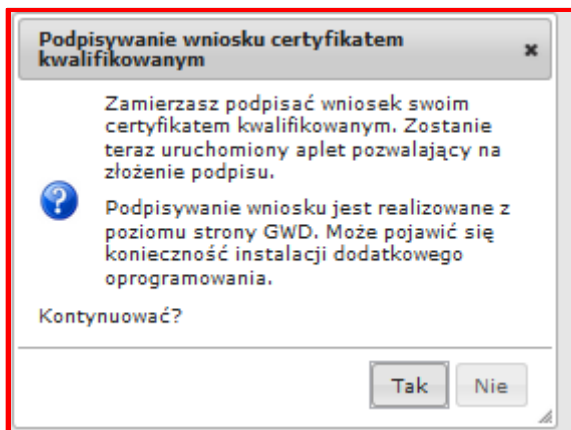 Podpisywanie wniosku certyfikatem
kwalifikowanym
Zamierzasz podpisać wniosek swoim
certyfikatem kwalifikowanym. Zostanie
teraz uruchomiony aplet pozwalający na
złożenie podpisu.
Podpisywanie wniosku jest realizowane z
poziomu strony GWD. Może pojawić się
konieczność instalacji dodatkowego
oprogramowania.
Kontynuować?
Tak Nie